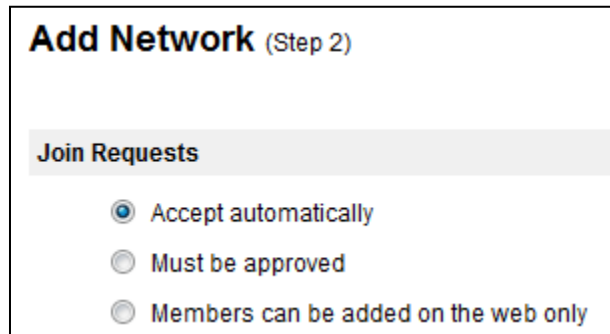 Add Network (Step 2)
Join Requests
Accept automatically
Must be approved
Members can be added on the web only